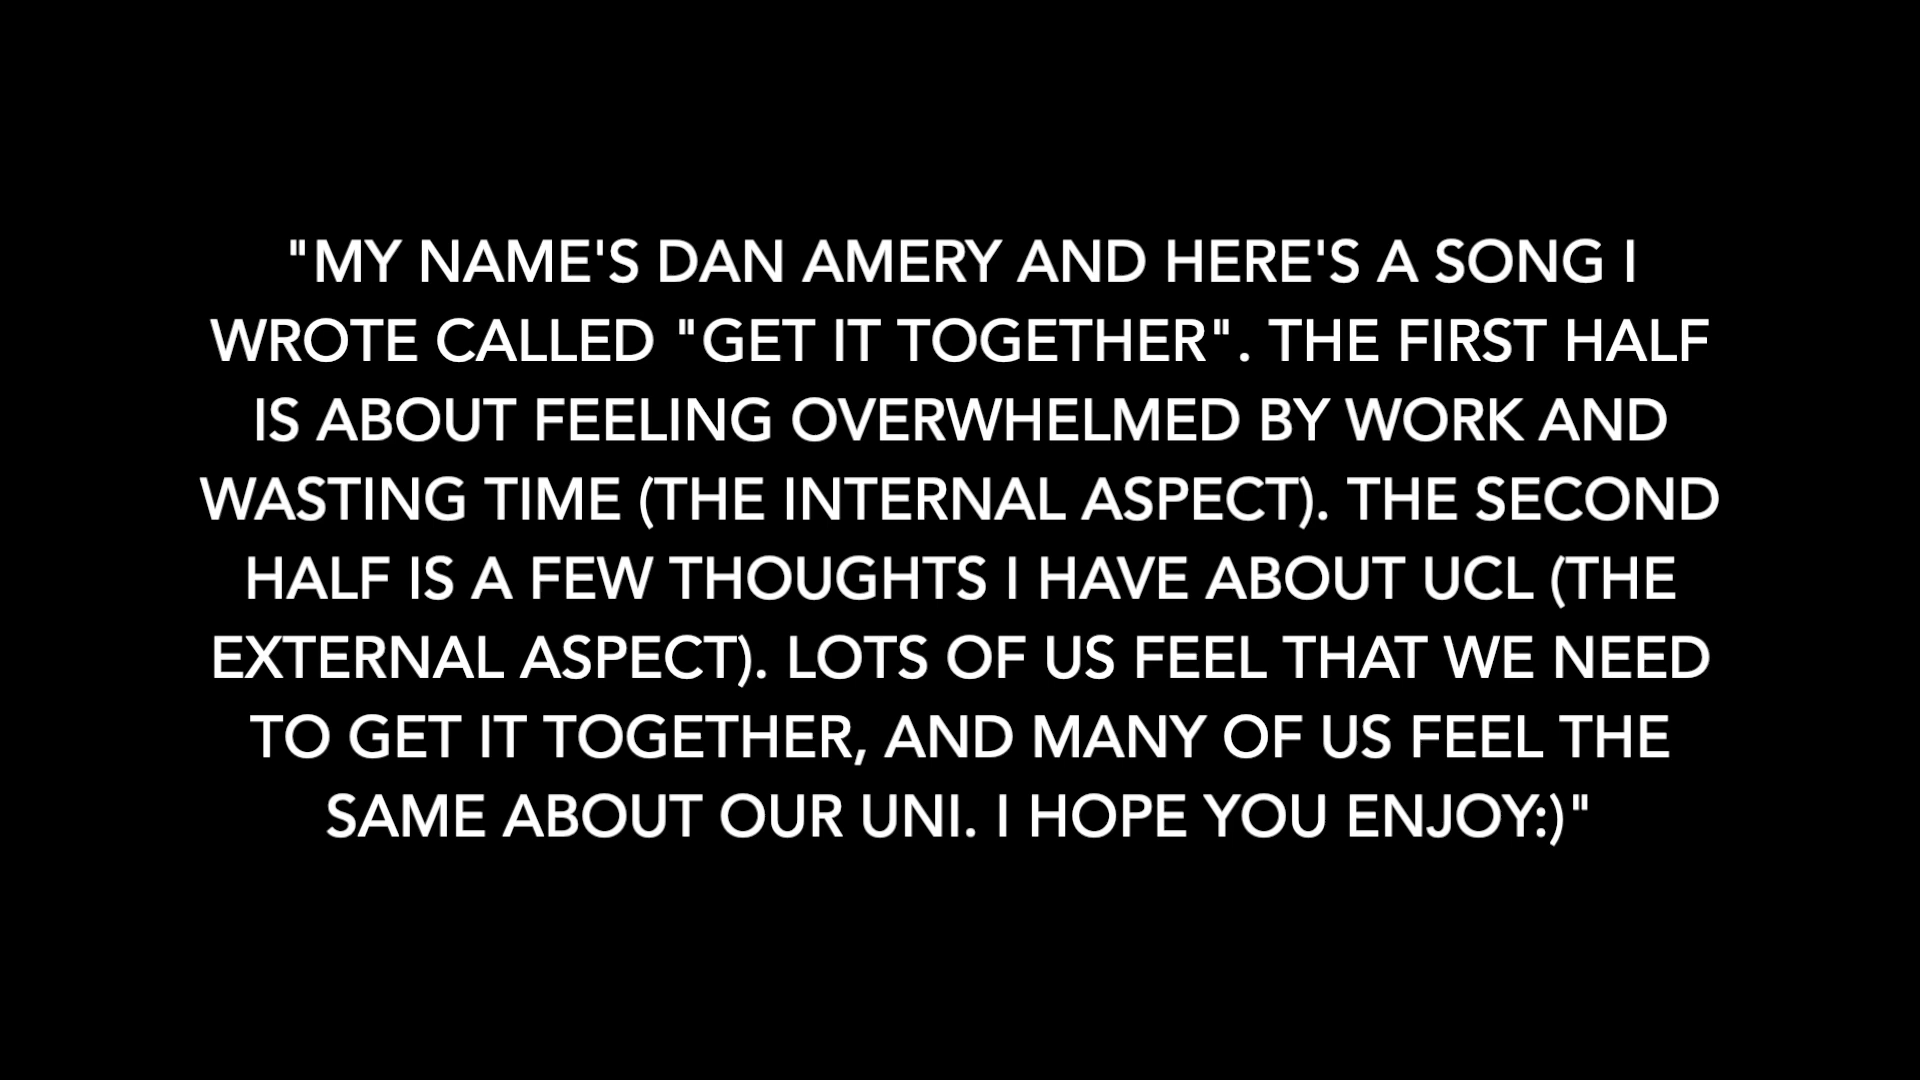 "MY NAME'S DAN AMERY AND HERE'S A SONG I
WROTE CALLED "GET IT TOGETHER". THE FIRST HALF
IS ABOUT FEELING OVERWHELMED BY WORK AND
WASTING TIME (THE INTERNAL ASPECT). THE SECOND
HALF IS A FEW THOUGHTS I HAVE ABOUT UCL (THE
EXTERNAL ASPECT). LOTS OF US FEEL THAT WE NEED
TO GET IT TOGETHER, AND MANY OF US FEEL THE
SAME ABOUT OUR UNI. I HOPE YOU ENJOY:)"